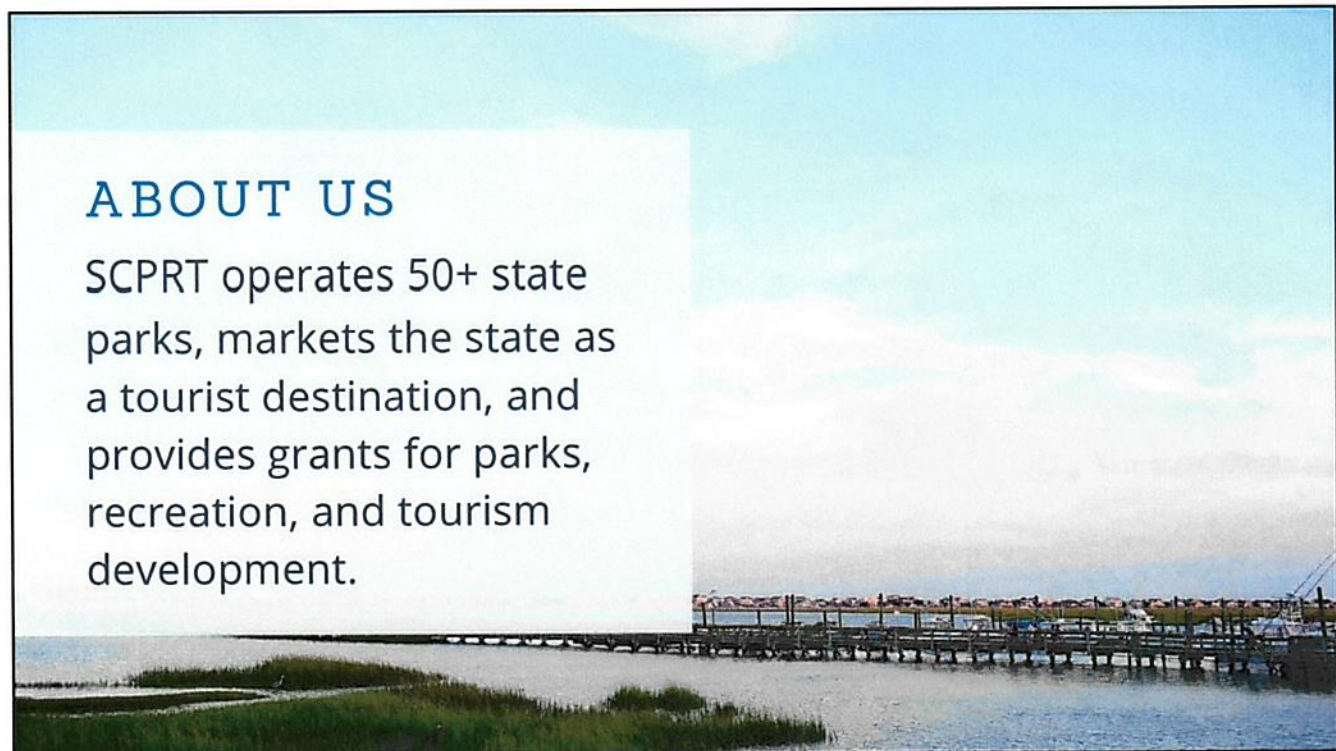 ABOUT US
SCPRT operates 50+ state
parks, markets the state as
a tourist destination, and
provides grants for parks,
recreation, and tourism
development.